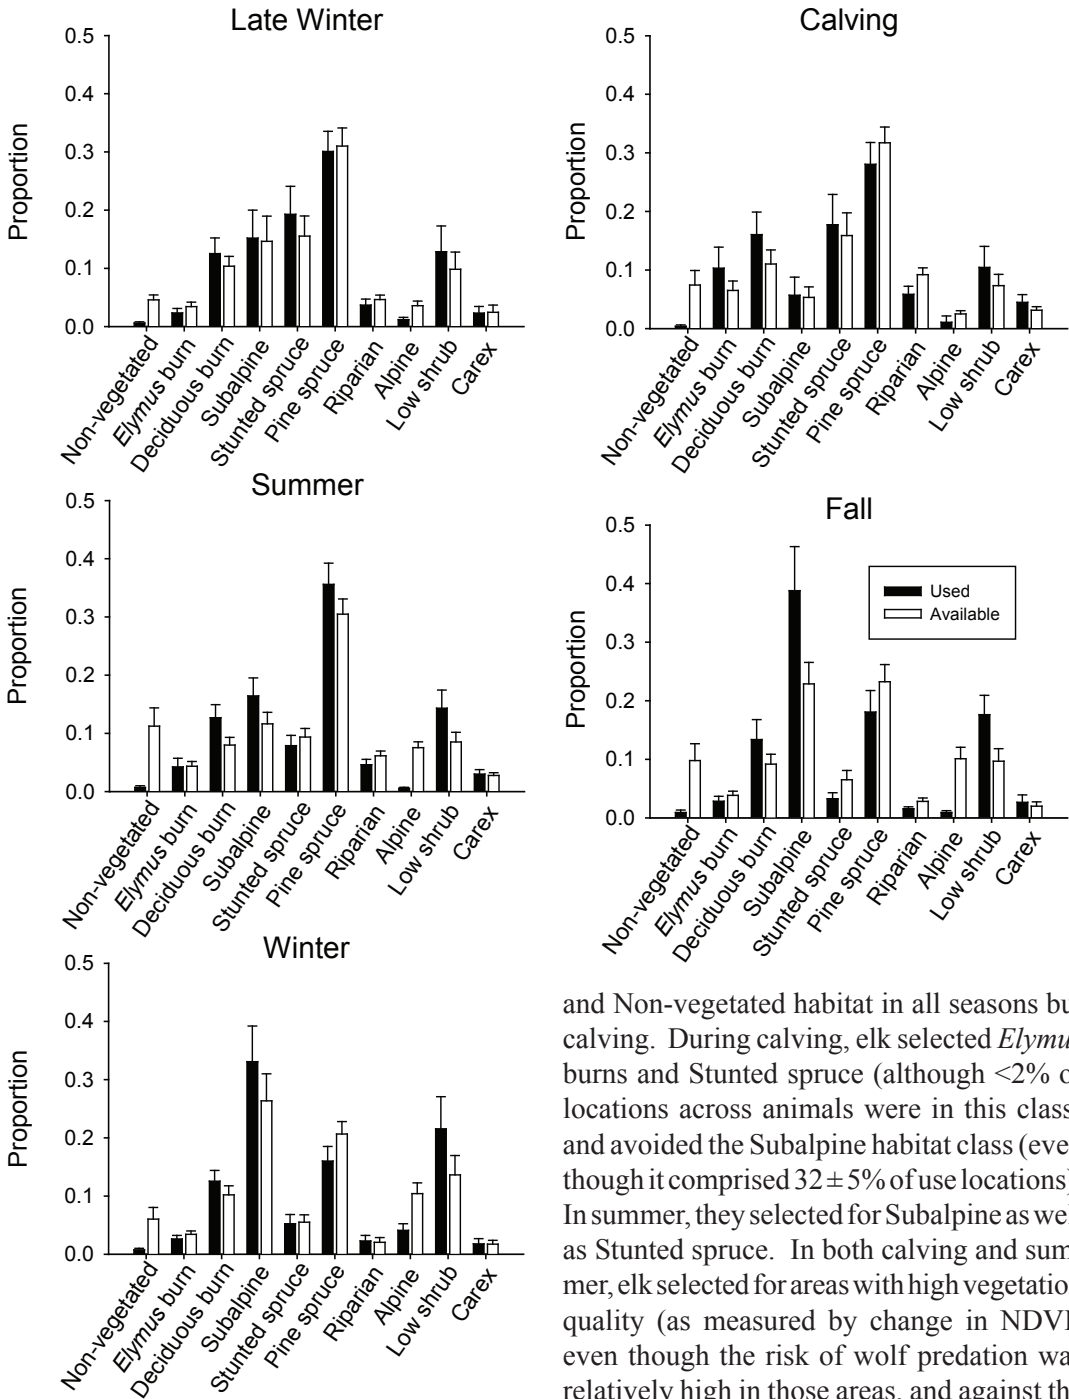 Late Winter
0.5
0.4
0.3
0.2
0.1
0.0
Proportion
Non-vegetated
Elymus burn
Deciduous burn
Subalpine
Stunted spruce
Pine spruce
Riparian
Alpine
Low shrub
Carex
Calving
0.5
0.4
0.3
0.2
0.1
0.0
Proportion
Non-vegetated
Elymus burn
Deciduous burn
Subalpine
Stunted spruce
Pine spruce
Riparian
Alpine
Low shrub
Carex
Summer
0.5
0.4
0.3
0.2
0.1
0.0
Proportion
Non-vegetated
Elymus burn
Deciduous burn
Subalpine
Stunted spruce
Pine spruce
Riparian
Alpine
Low shrub
Carex
Fall
0.5
0.4
0.3
0.2
0.1
0.0
Proportion
Used
Available
Non-vegetated
Elymus burn
Deciduous burn
Subalpine
Stunted spruce
Pine spruce
Riparian
Alpine
Low shrub
Carex
Winter
0.5
0.4
0.3
0.2
0.1
0.0
Proportion
Non-vegetated
Elymus burn
Deciduous burn
Subalpine
Stunted spruce
Pine spruce
Riparian
Alpine
Low shrub
Carex
and Non-vegetated habitat in all seasons bu
calving. During calving, elk selected Elymu
burns and Stunted spruce (although <2% o
locations across animals were in this class
and avoided the Subalpine habitat class (eve
though it comprised 32 ± 5% of use locations)
In summer, they selected for Subalpine as wel
as Stunted spruce. In both calving and sum
mer, elk selected for areas with high vegetatio
quality (as measured by change in NDVI
even though the risk of wolf predation wa
relatively high in those areas, and against th